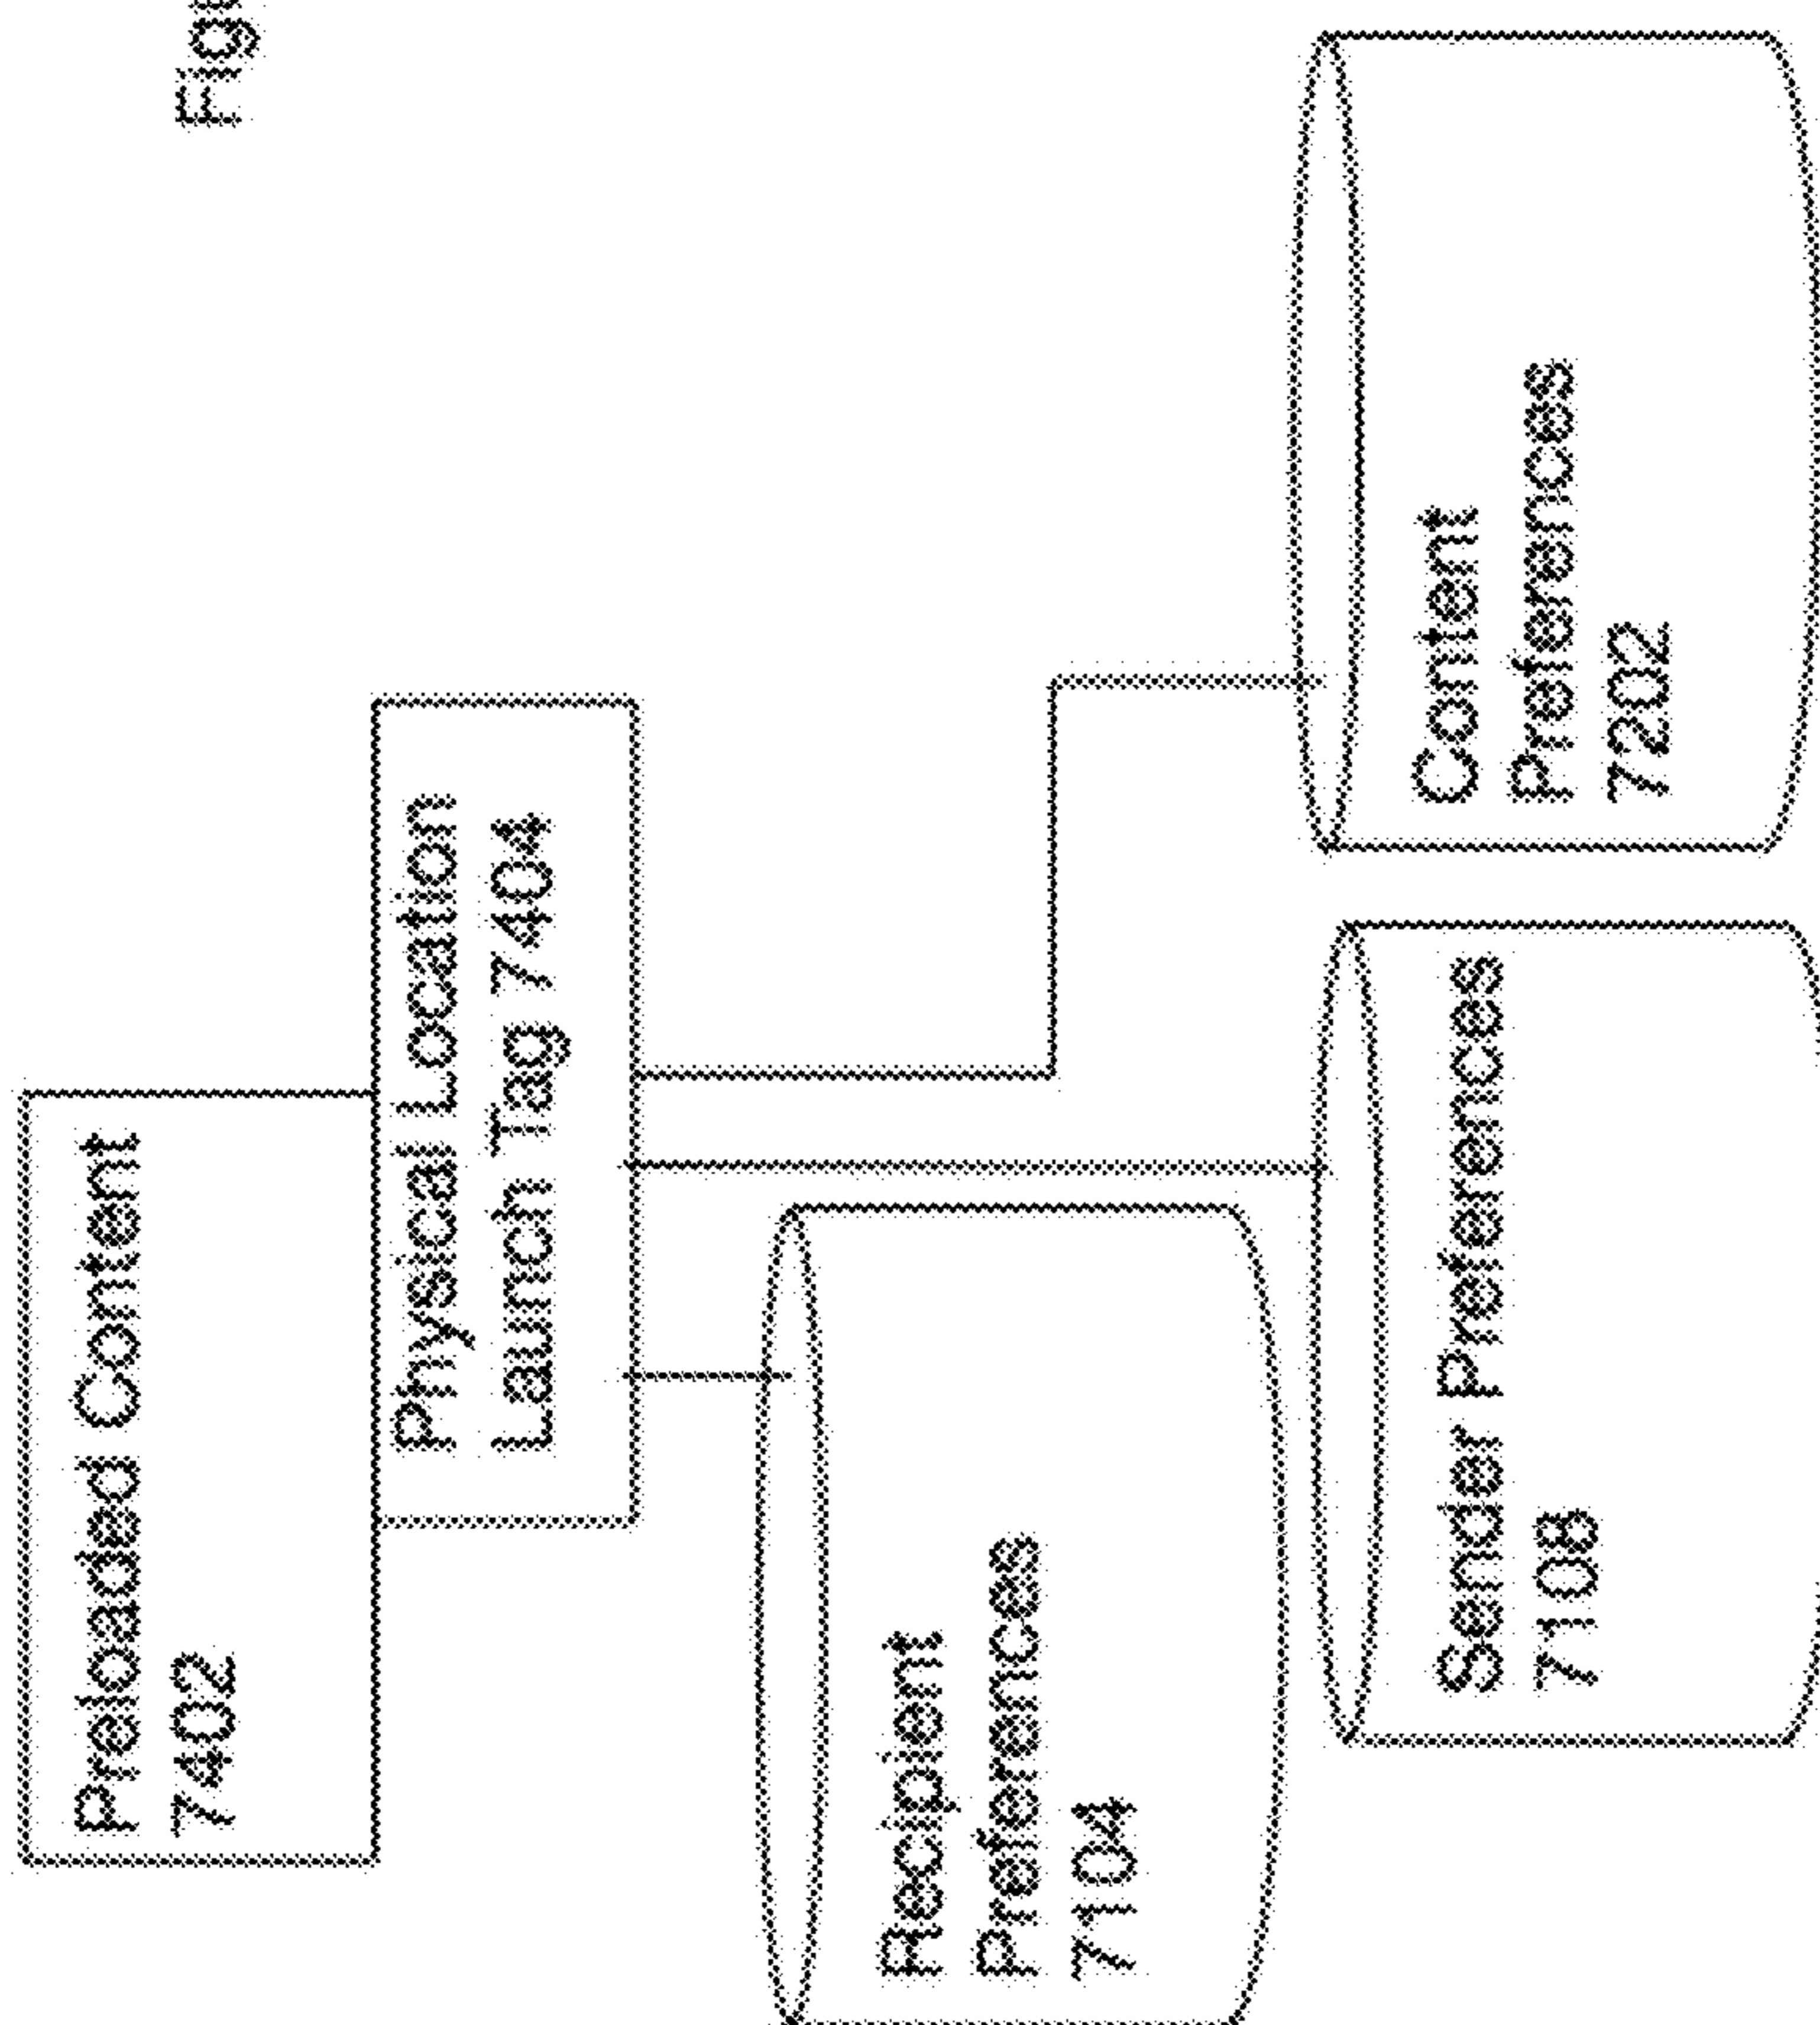 Preloaded Content
7402
Physical Location
Launch Tag 7404
Recipient
Preferences
7104
Sender Preferences
7108
Content
Preferences
7202